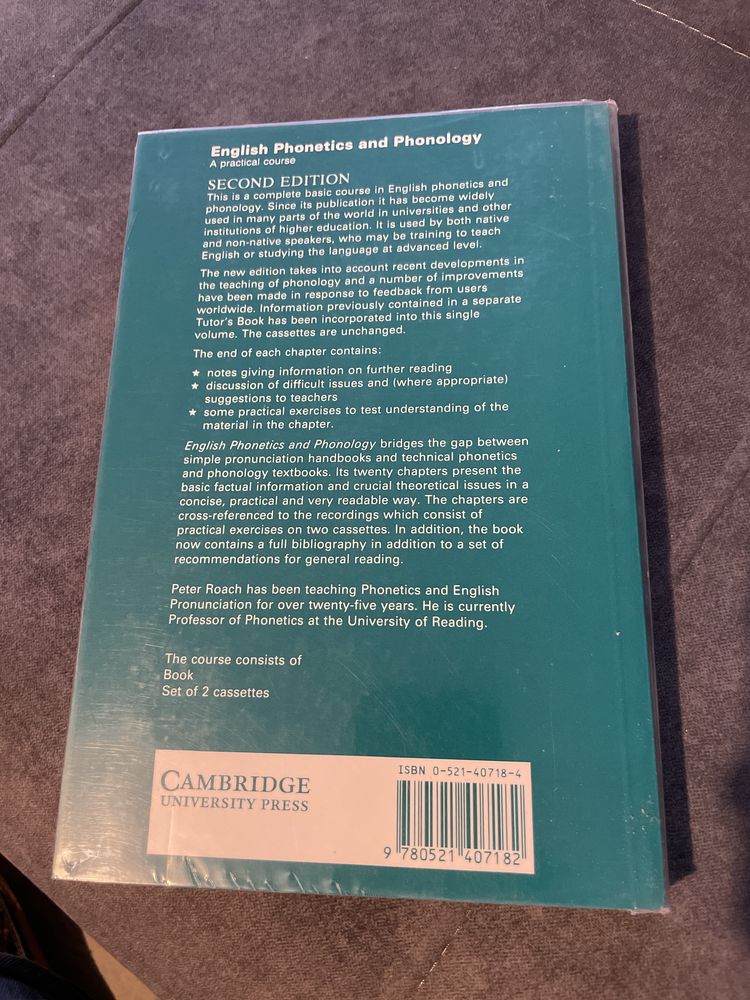 English Phonetics and Phonology
A practical course
SECOND EDITION
This is a complete basic course in English phonetics and
phonology. Since its publication it has become widely
used in many parts of the world in universities and other
institutions of higher education. It is used by both native
and non-native speakers, who may be training to teach
English or studying the language at advanced level.
The new edition takes into account recent developments in
the teaching of phonology and a number of improvements
have been made in response to feedback from users
worldwide. Information previously contained in a separate
Tutor's Book has been incorporated into this single
volume. The cassettes are unchanged.
The end of each chapter contains:
★ notes giving information on further reading
★ discussion of difficult issues and (where appropriate)
suggestions to teachers
★ some practical exercises to test understanding of the
material in the chapter.
English Phonetics and Phonology bridges the gap between
simple pronunciation handbooks and technical phonetics
and phonology textbooks. Its twenty chapters present the
basic factual information and crucial theoretical issues in a
concise, practical and very readable way. The chapters are
cross-referenced to the recordings which consist of
practical exercises on two cassettes. In addition, the book
now contains a full bibliography in addition to a set of
recommendations for general reading.
Peter Roach has been teaching Phonetics and English
Pronunciation for over twenty-five years. He is currently
Professor of Phonetics at the University of Reading.
The course consists of
Book
Set of 2 cassettes
CAMBRIDGE
UNIVERSITY PRESS
ISBN 0-521-40718-4
9 780521 407182